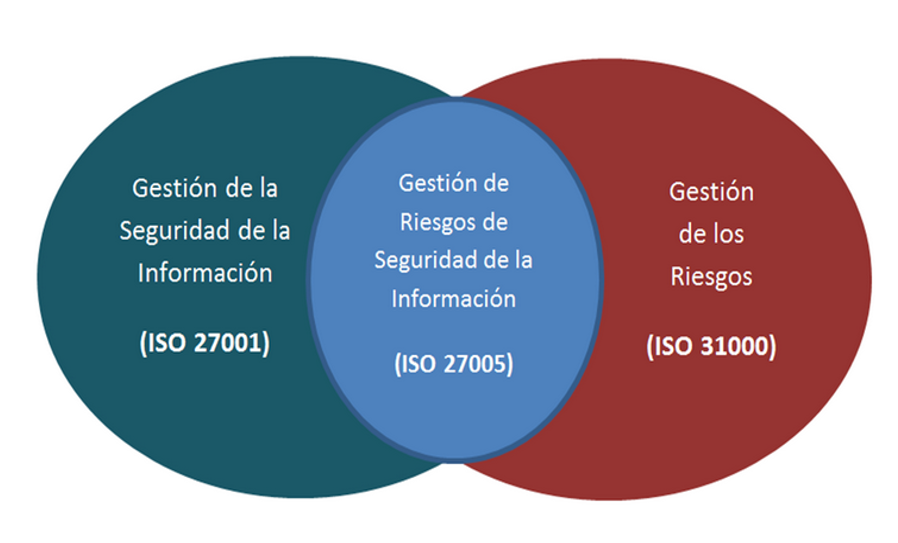 Gestión de la
Seguridad de la
Información
(ISO 27001)
Gestión de
Riesgos de
Seguridad de la
Información
(ISO 27005)
Gestión
de los
Riesgos
(ISO 31000)